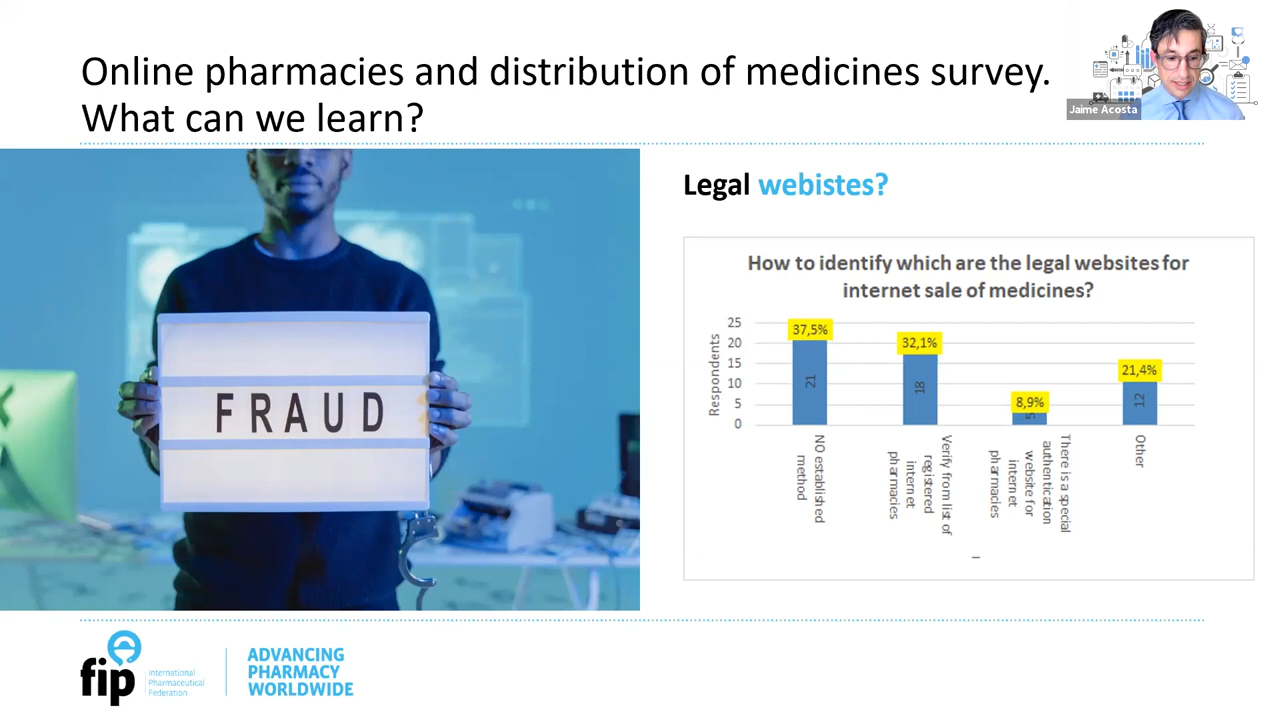 Online pharmacies and distribution of medicines survey.
What can we learn?
Jaime Acosta
FRAUD
Legal webistes?
How to identify which are the legal websites for
internet sale of medicines?
Respondents
25
20
15
10
5
0
37,5%
21
32,1%
18
8,9%
5
21,4%
12
NO established
method
Verify from list of
registered
internet
pharmacies
There is a special
authentication
website for
internet
pharmacies
Other
fip
International
Pharmaceutical
Federation
ADVANCING
PHARMACY
WORLDWIDE